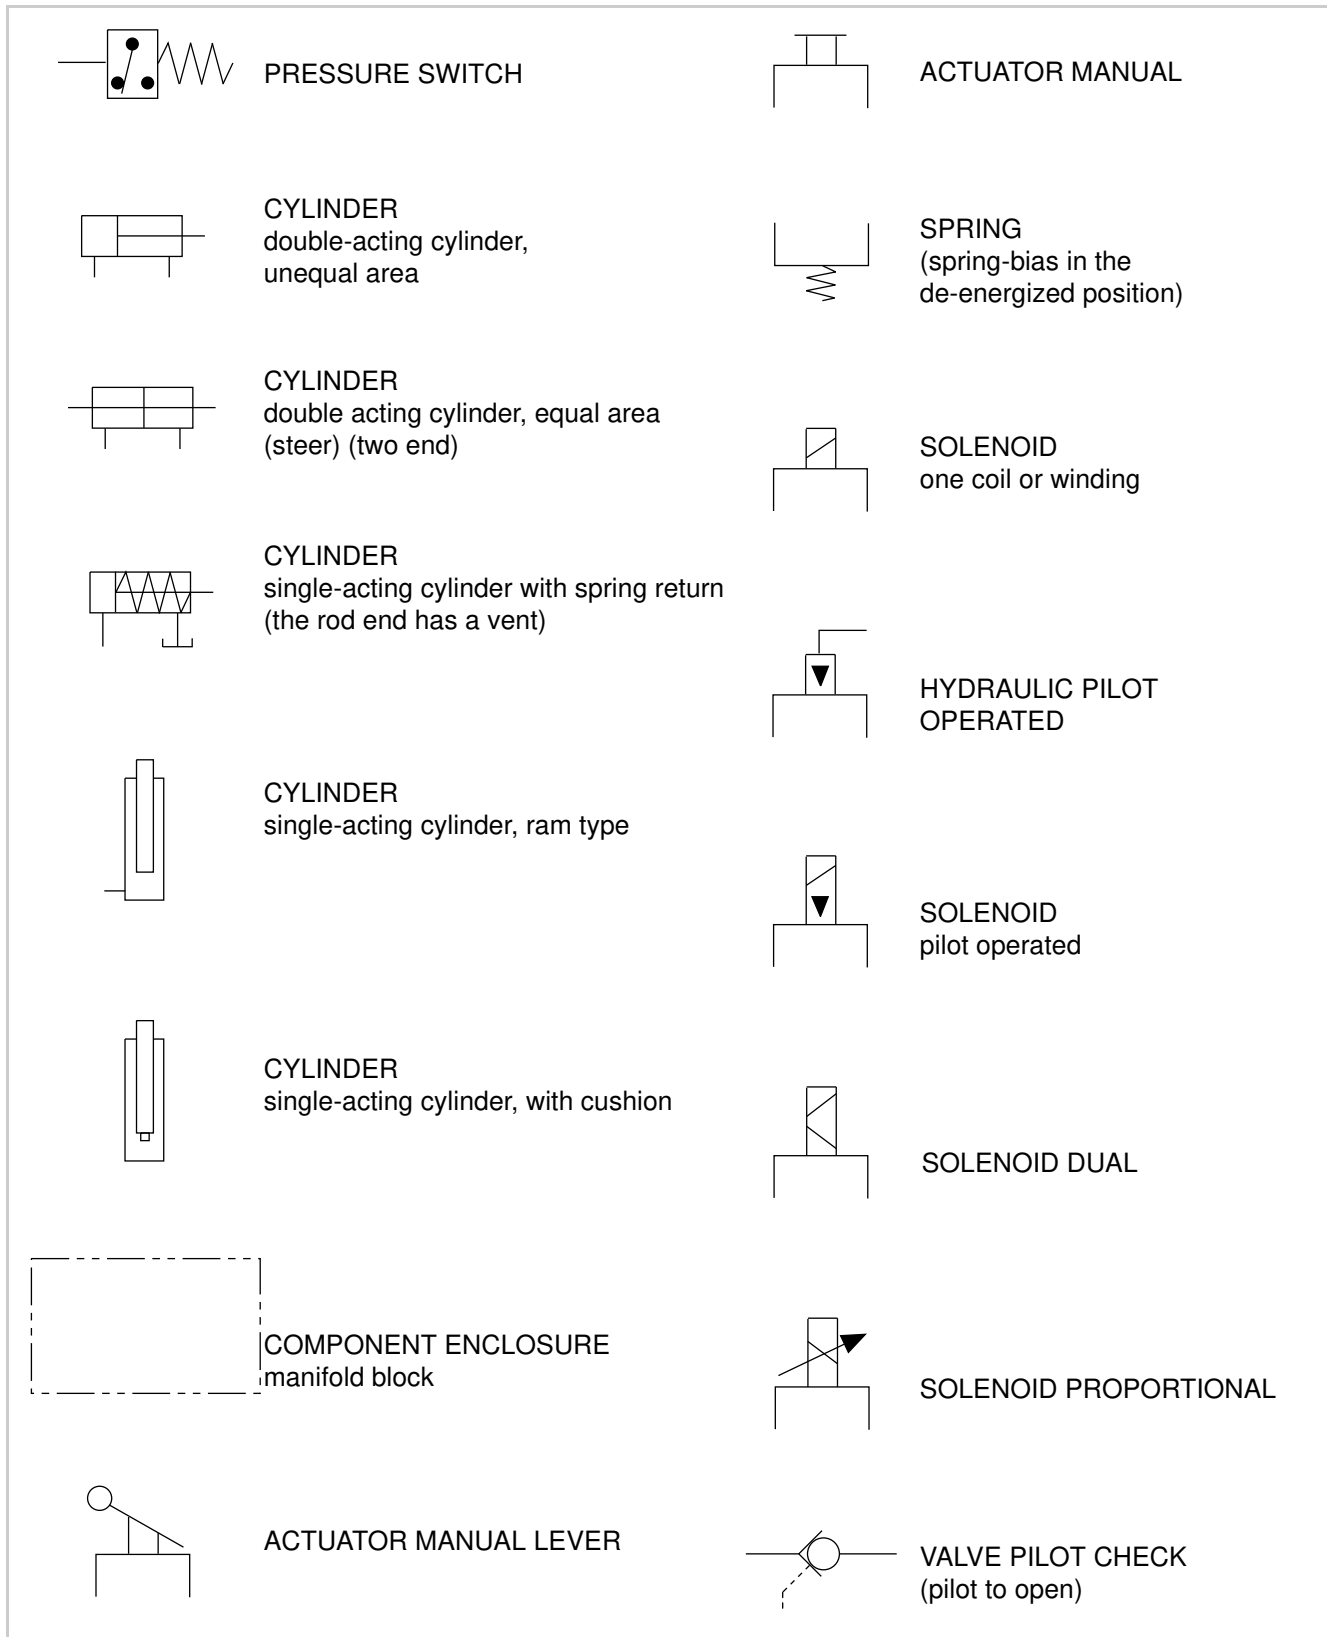 PRESSURE SWITCH
CYLINDER
double-acting cylinder,
unequal area
CYLINDER
double acting cylinder, equal area
(steer) (two end)
CYLINDER
single-acting cylinder with spring return
(the rod end has a vent)
CYLINDER
single-acting cylinder, ram type
CYLINDER
single-acting cylinder, with cushion
COMPONENT ENCLOSURE
manifold block
ACTUATOR MANUAL LEVER
ACTUATOR MANUAL
SPRING
(spring-bias in the
de-energized position)
SOLENOID
one coil or winding
HYDRAULIC PILOT
OPERATED
SOLENOID
pilot operated
SOLENOID DUAL
SOLENOID PROPORTIONAL
VALVE PILOT CHECK
(pilot to open)